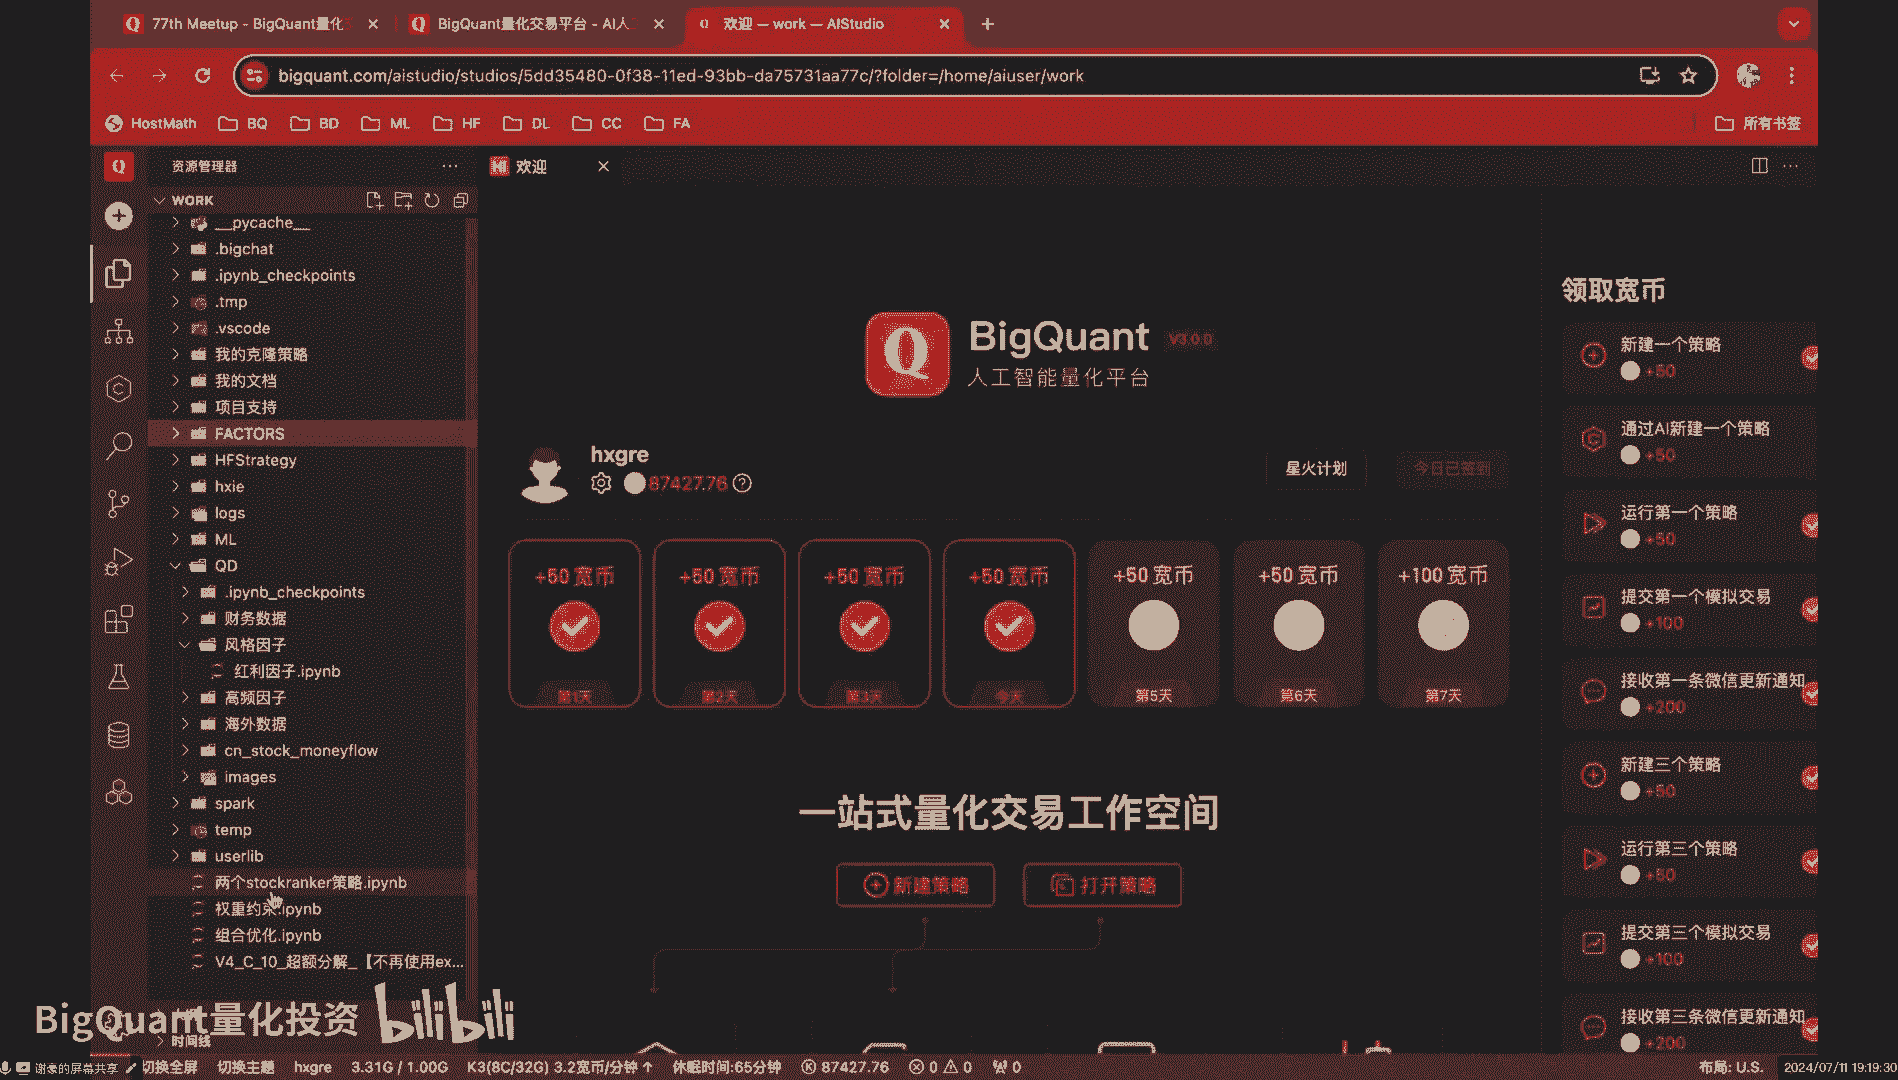 77th Meetup - BigQuant量化
BigQuant量化交易平台 - AI人
欢迎 — work — AIStudio
bigquant.com/aistudio/studios/5dd35480-0f38-11ed-93bb-da75731aa77c/?folder=/home/aiuser/work
HostMath BQ BD ML HF DL CC FA 所有书签
资源管理器
欢迎
WORK
__pycache__
.bigchat
.ipynb_checkpoints
.tmp
.vscode
我的克隆策略
我的文档
项目支持
FACTORS
HFStrategy
hxie
logs
ML
QD
.ipynb_checkpoints
财务数据
风格因子
红利因子.ipynb
高频因子
海外数据
cn_stock_moneyflow
images
spark
temp
userlib
两个stockranker策略.ipynb
权重约束.ipynb
组合优化.ipynb
V4_C_10_超额分解_【不再使用ex...
时间线
BigQuant V3.0.0
人工智能量化平台
hxgre
87427.76
星火计划
今日已签到
+50 宽币
第1天
+50 宽币
第2天
+50 宽币
第3天
+50 宽币
今天
+50 宽币
第5天
+50 宽币
第6天
+100 宽币
第7天
一站式量化交易工作空间
新建策略
打开策略
领取宽币
新建一个策略
+50
通过AI新建一个策略
+50
运行第一个策略
+50
提交第一个模拟交易
+100
接收第一条微信更新通知
+200
新建三个策略
+50
运行第三个策略
+50
提交第三个模拟交易
+100
接收第三条微信更新通知
+200
BigQuant量化投资 bilibili
谢豪的屏幕共享 切换全屏 切换主题 hxgre 3.31G / 1.00G K3(8C/32G) 3.2宽币/分钟 ↑ 休眠时间:65分钟 87427.76 0 0 0 布局: U.S. 2024/07/11 19:19:30